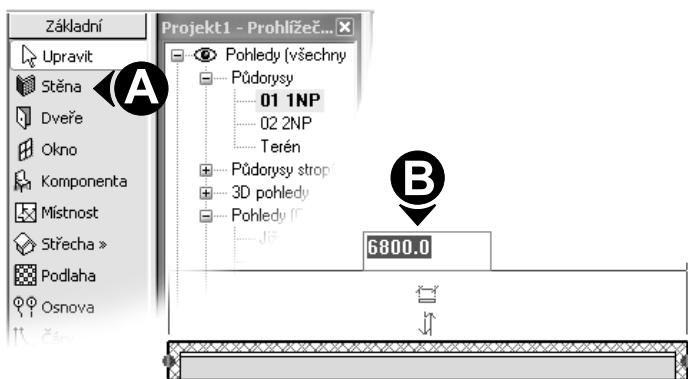 Základní
Upravit
Stěna
Dveře
Okno
Komponenta
Místnost
Střecha »
Podlaha
Osnova
Čáry
A
Projekt1 - Prohlížeč...
Pohledy (všechny
Půdorysy
01 1NP
02 2NP
Terén
Půdorysy strop
3D pohledy
Pohledy
B
6800.0